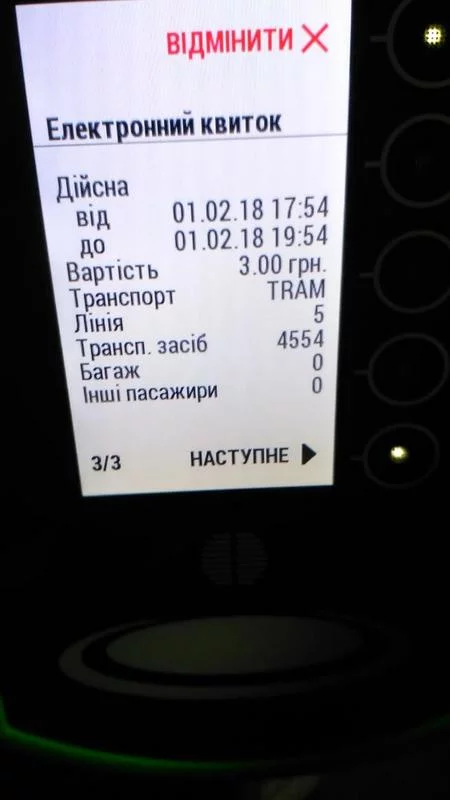 ВІДМІНИТИ ×
Електронний квиток
Дійсна
від 01.02.18 17:54
до 01.02.18 19:54
Вартість 3.00 грн.
Транспорт TRAM
Лінія 5
Трансп. засіб 4554
Багаж 0
Інші пасажири 0
3/3 НАСТУПНЕ ▶